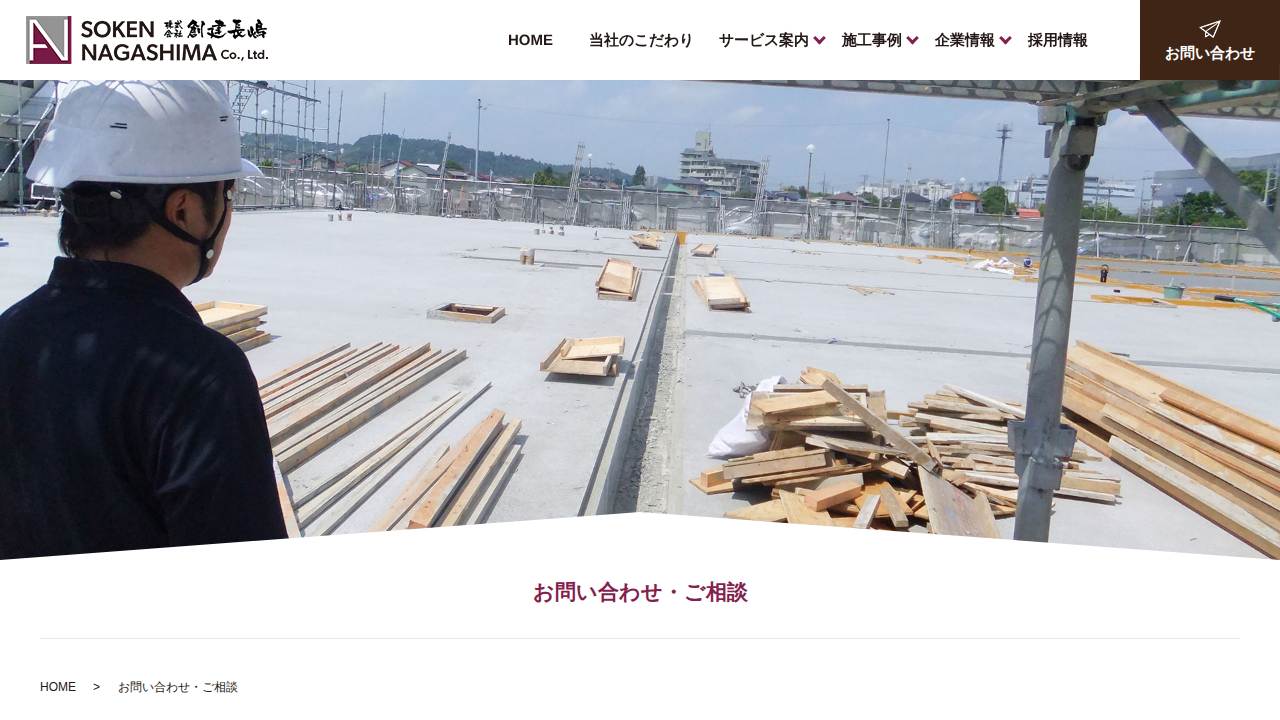 SOKEN 株式会社 創建長嶋
NAGASHIMA Co., Ltd.
HOME 当社のこだわり サービス案内 施工事例 企業情報 採用情報
お問い合わせ
お問い合わせ・ご相談
HOME > お問い合わせ・ご相談